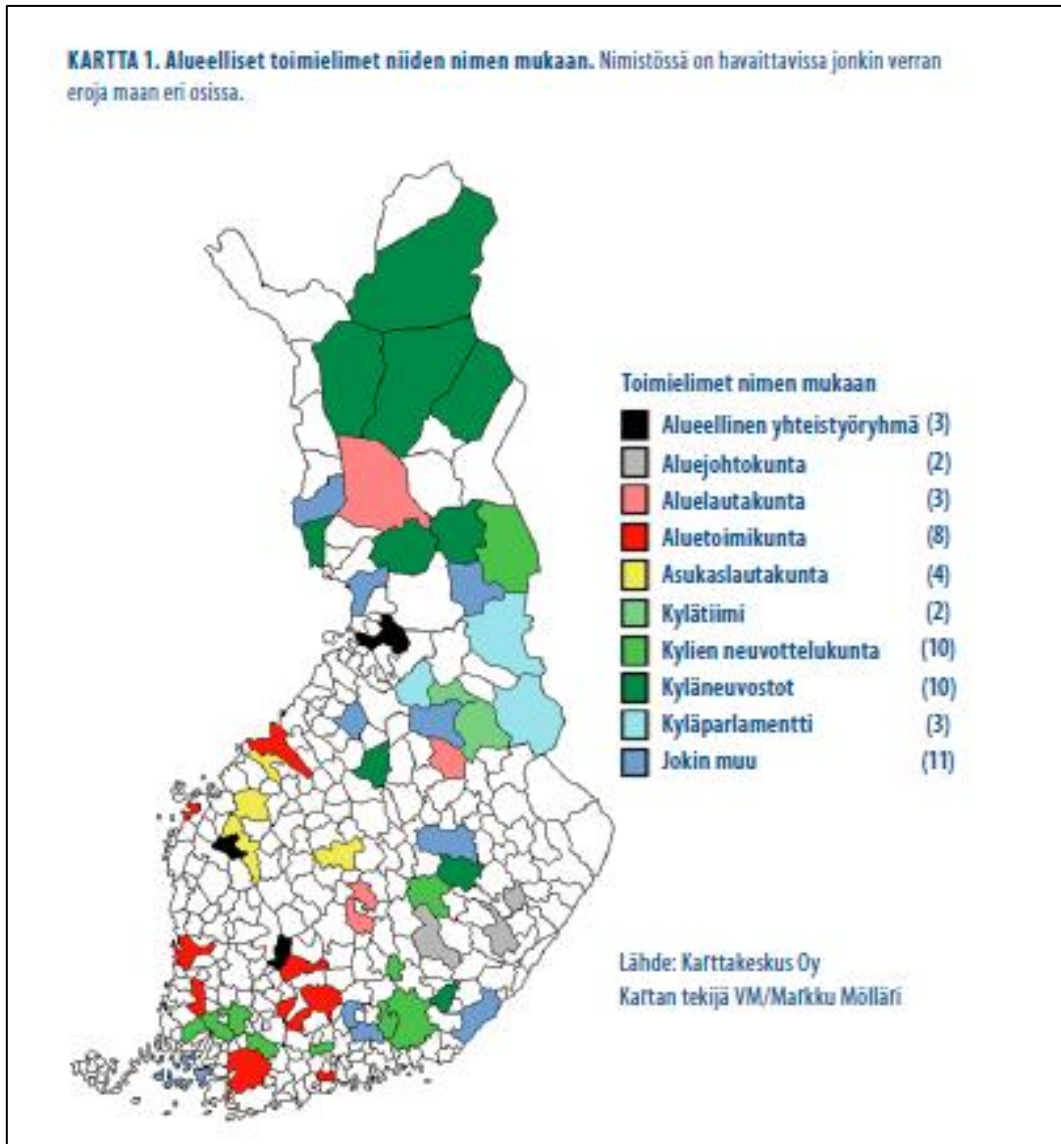 KARTTA 1. Alueelliset toimielimet niiden nimen mukaan. Nimistössä on havaittavissa jonkin verran
eroja maan eri osissa.
Toimielimet nimen mukaan
Alueellinen yhteistyöryhmä (3)
Aluejohtokunta (2)
Aluelautakunta (3)
Aluetoimikunta (8)
Asukaslautakunta (4)
Kylätiimi (2)
Kylien neuvottelukunta (10)
Kyläneuvostot (10)
Kyläparlamentti (3)
Jokin muu (11)
Lähde: Karttakeskus Oy
Kartan tekijä VM/Markku Mölläri